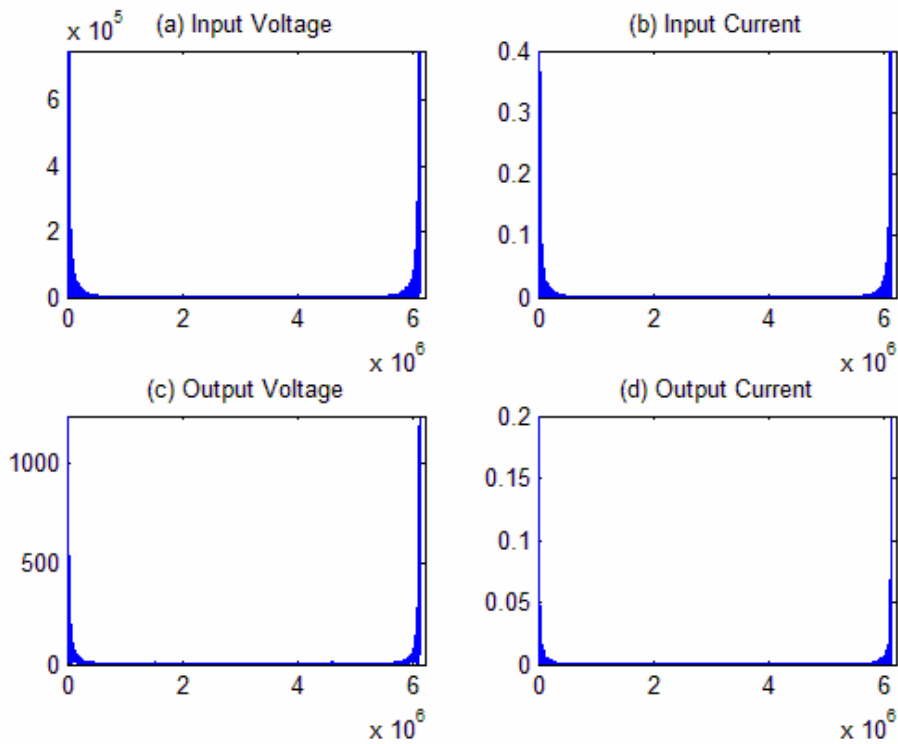 (a) Input Voltage
x 10^5
6
4
2
0
0 2 4 6
x 10^6
(b) Input Current
0.4
0.3
0.2
0.1
0
0 2 4 6
x 10^6
(c) Output Voltage
1000
500
0
0 2 4 6
x 10^6
(d) Output Current
0.2
0.15
0.1
0.05
0
0 2 4 6
x 10^6